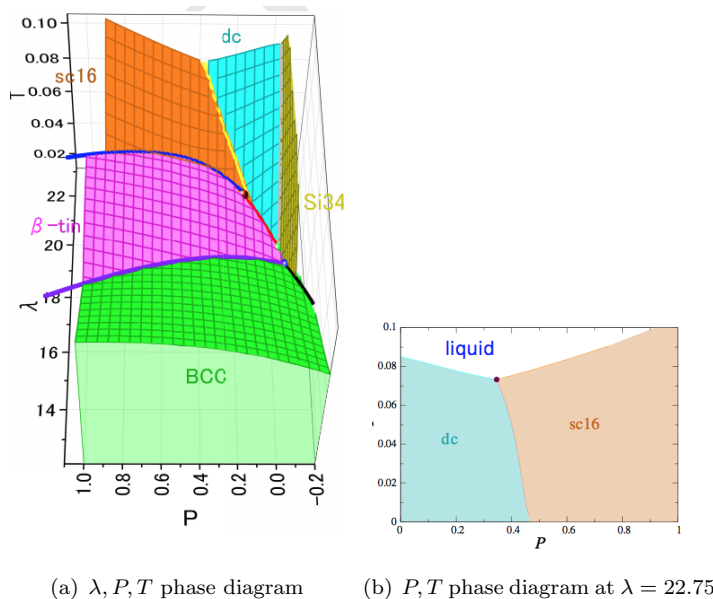 0.10
dc
0.08
sc16
T 0.06
0.04
0.02
22
Si34
β-tin
20
λ
18
16
BCC
14
1.0 0.8 0.6 0.4 0.2 0.0 -0.2
P
0.1
liquid
0.08
0.06
sc16
dc
0.04
0.02
0
0 0.2 0.4 0.6 0.8 1
P
(a) λ, P, T phase diagram
(b) P, T phase diagram at λ = 22.75